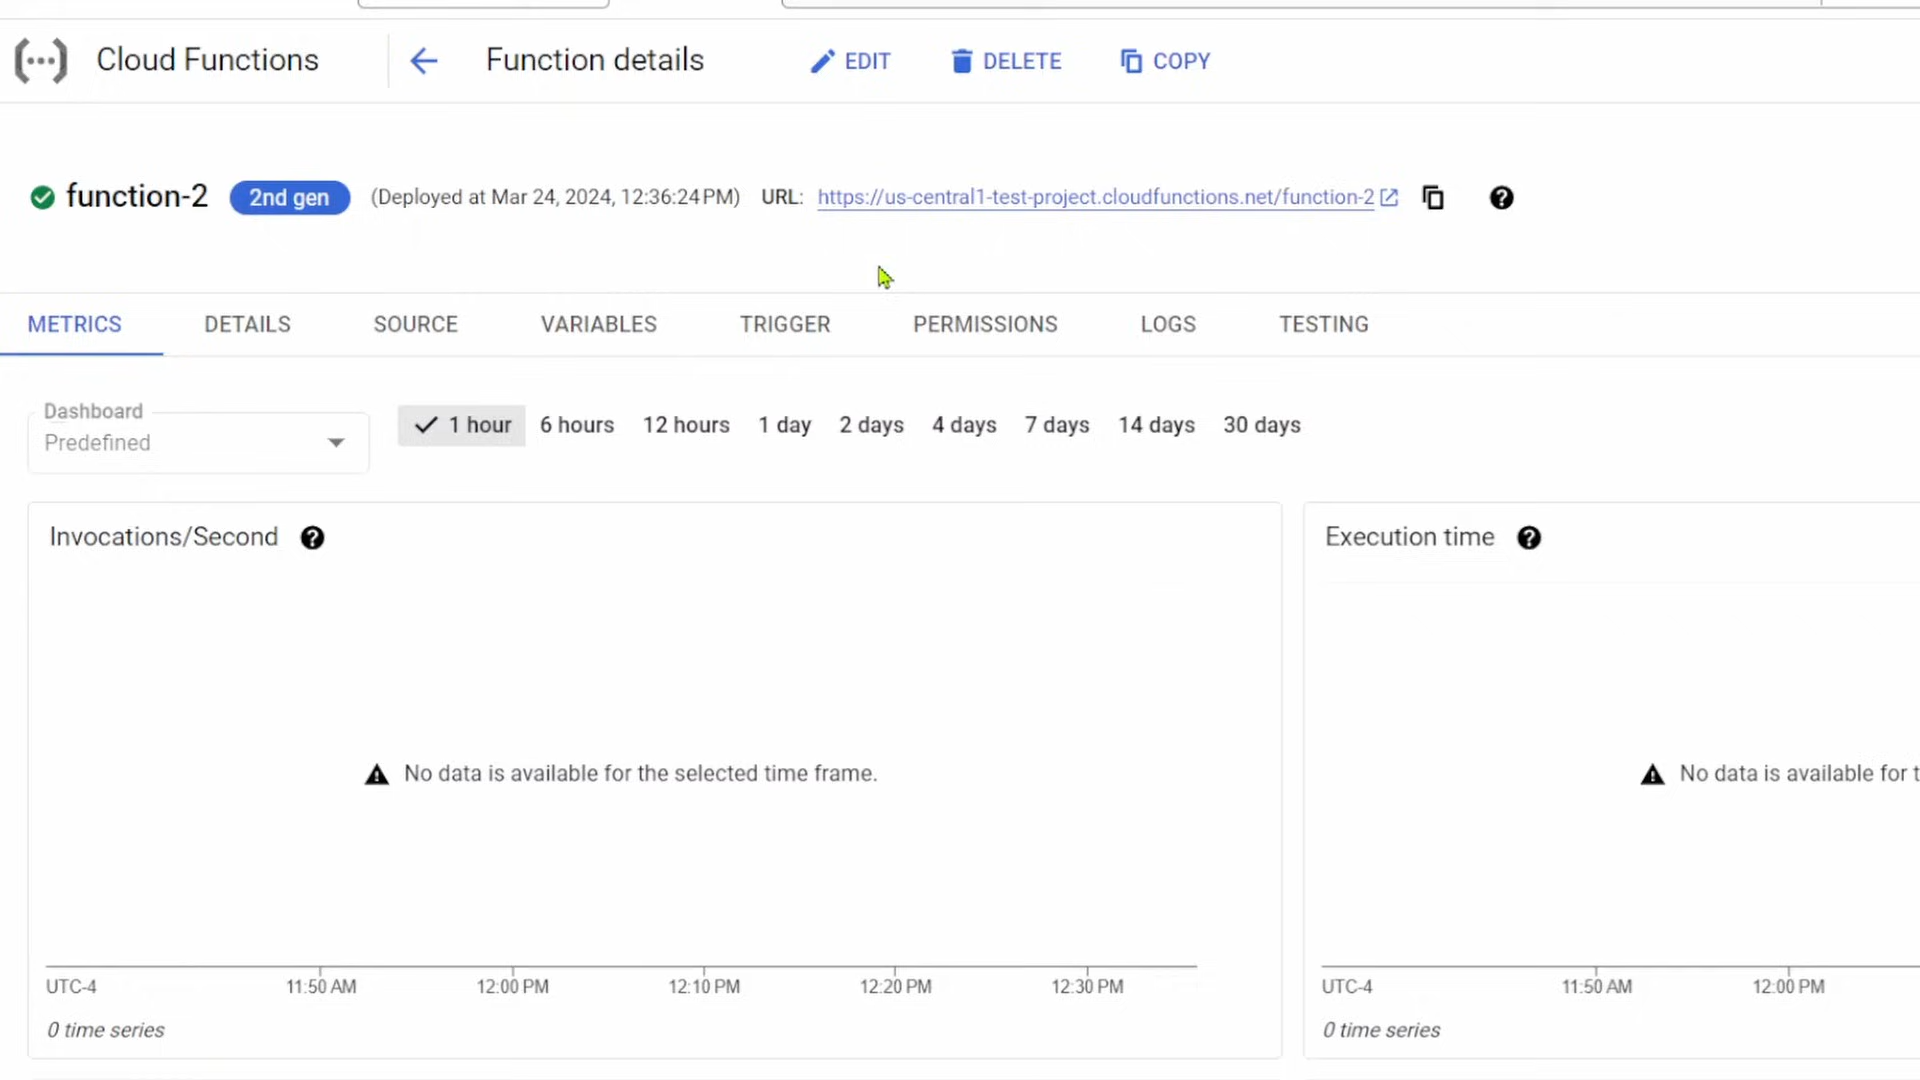 Cloud Functions
Function details
EDIT
DELETE
COPY
function-2
2nd gen
(Deployed at Mar 24, 2024, 12:36:24 PM)
URL:
https://us-central1-test-project.cloudfunctions.net/function-2
METRICS
DETAILS
SOURCE
VARIABLES
TRIGGER
PERMISSIONS
LOGS
TESTING
Dashboard
Predefined
1 hour
6 hours
12 hours
1 day
2 days
4 days
7 days
14 days
30 days
Invocations/Second
No data is available for the selected time frame.
UTC-4
11:50 AM
12:00 PM
12:10 PM
12:20 PM
12:30 PM
0 time series
Execution time
No data is available for t
UTC-4
11:50 AM
12:00 PM
0 time series